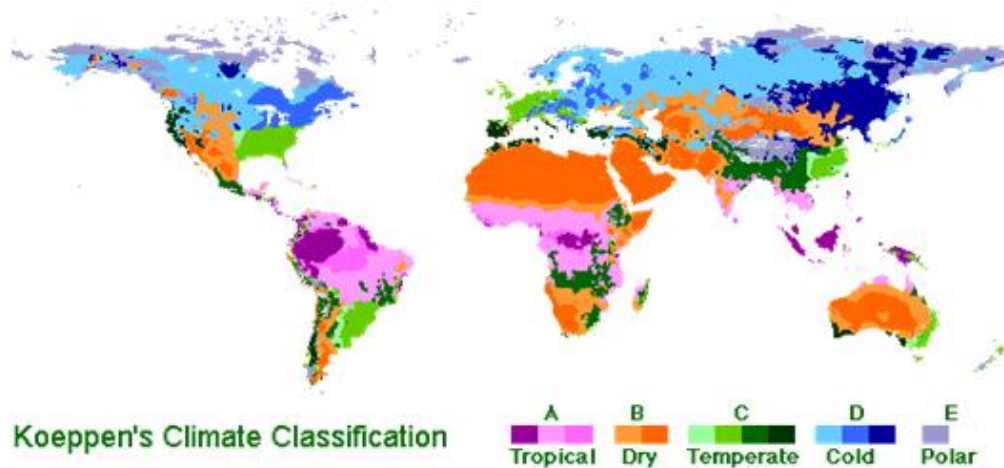 A B C D E
Koeppen's Climate Classification
Tropical Dry Temperate Cold Polar